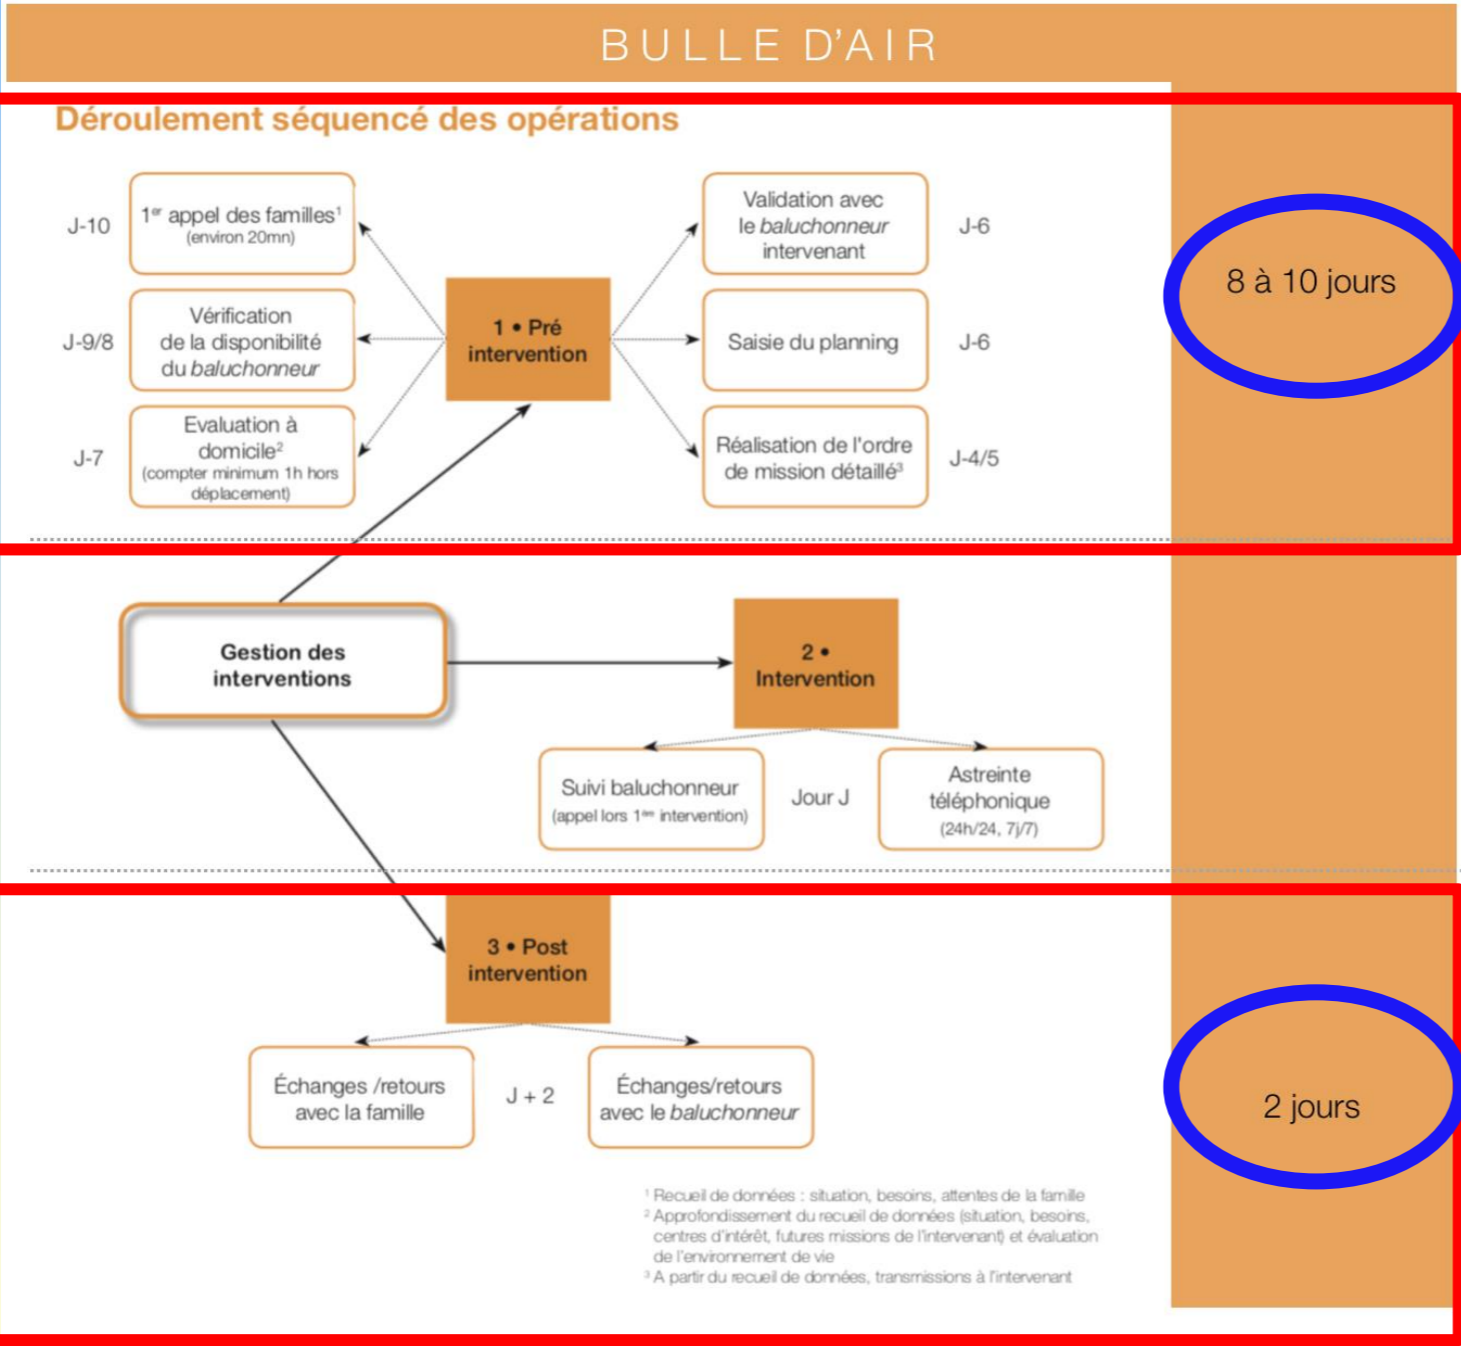 BULLE D'AIR
Déroulement séquencé des opérations
J-10
1er appel des familles¹
(environ 20mn)
J-9/8
Vérification
de la disponibilité
du baluchonneur
J-7
Evaluation à
domicile²
(compter minimum 1h hors
déplacement)
1 • Pré
intervention
Validation avec
le baluchonneur
intervenant
J-6
Saisie du planning
J-6
Réalisation de l'ordre
de mission détaillé³
J-4/5
8 à 10 jours
Gestion des
interventions
2 •
Intervention
Suivi baluchonneur
(appel lors 1ère intervention)
Jour J
Astreinte
téléphonique
(24h/24, 7j/7)
3 • Post
intervention
Échanges /retours
avec la famille
J + 2
Échanges/retours
avec le baluchonneur
2 jours
¹ Recueil de données : situation, besoins, attentes de la famille
² Approfondissement du recueil de données (situation, besoins,
centres d'intérêt, futures missions de l'intervenant) et évaluation
de l'environnement de vie
³ A partir du recueil de données, transmissions à l'intervenant